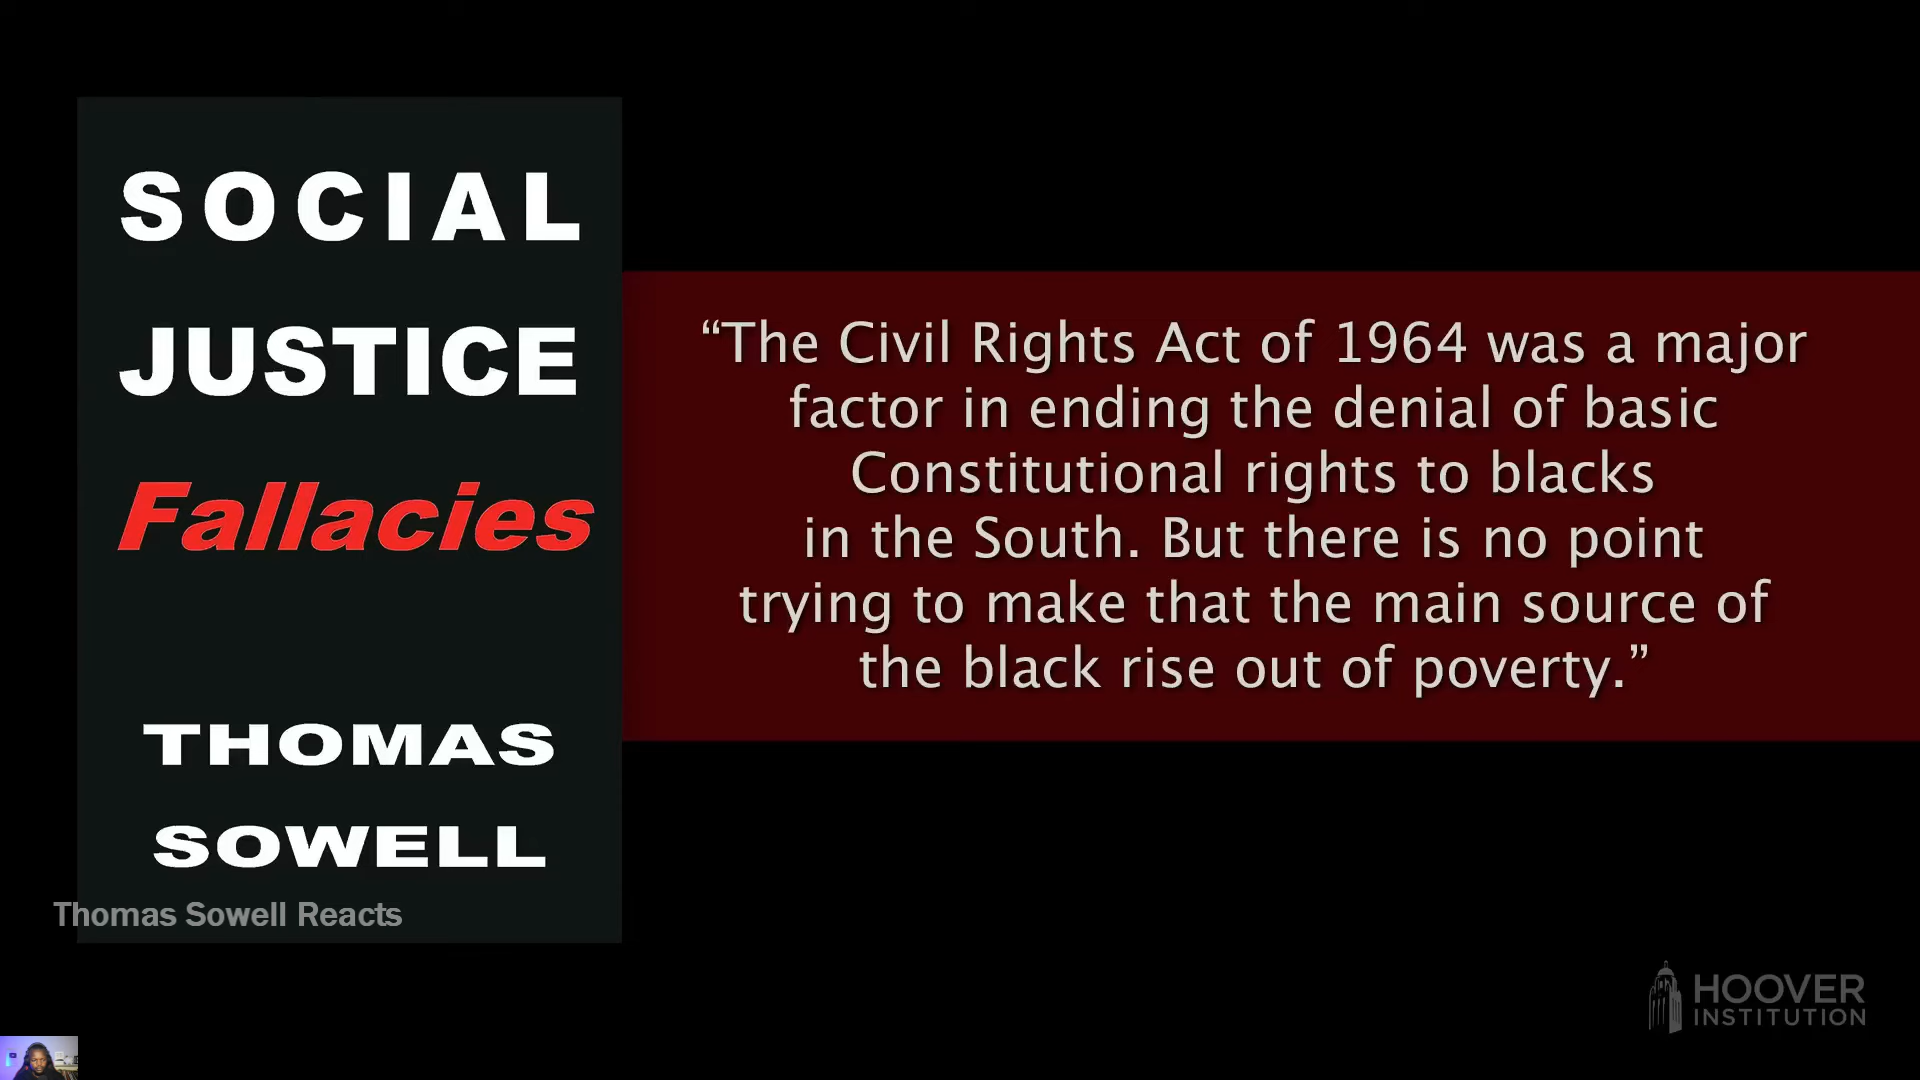 SOCIAL
JUSTICE
Fallacies
THOMAS
SOWELL
Thomas Sowell Reacts
“The Civil Rights Act of 1964 was a major
factor in ending the denial of basic
Constitutional rights to blacks
in the South. But there is no point
trying to make that the main source of
the black rise out of poverty.”
HOOVER
INSTITUTION